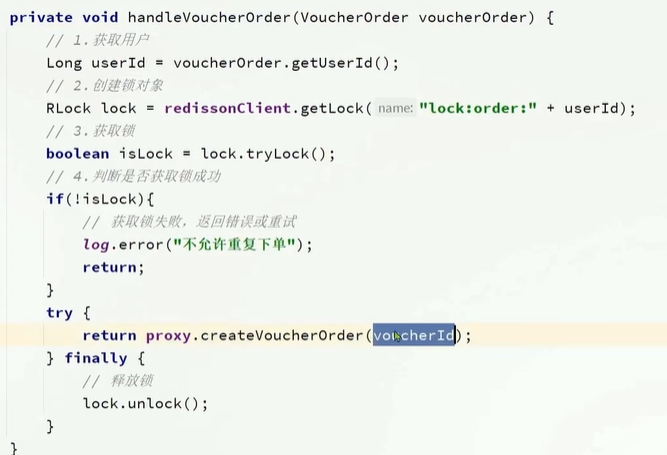 private void handleVoucherOrder(VoucherOrder voucherOrder) {
// 1.获取用户
Long userId = voucherOrder.getUserId();
// 2.创建锁对象
RLock lock = redissonClient.getLock( name: "lock:order:" + userId);
// 3.获取锁
boolean isLock = lock.tryLock();
// 4.判断是否获取锁成功
if(!isLock){
// 获取锁失败，返回错误或重试
log.error("不允许重复下单");
return;
}
try {
return proxy.createVoucherOrder(voucherId);
} finally {
// 释放锁
lock.unlock();
}
}